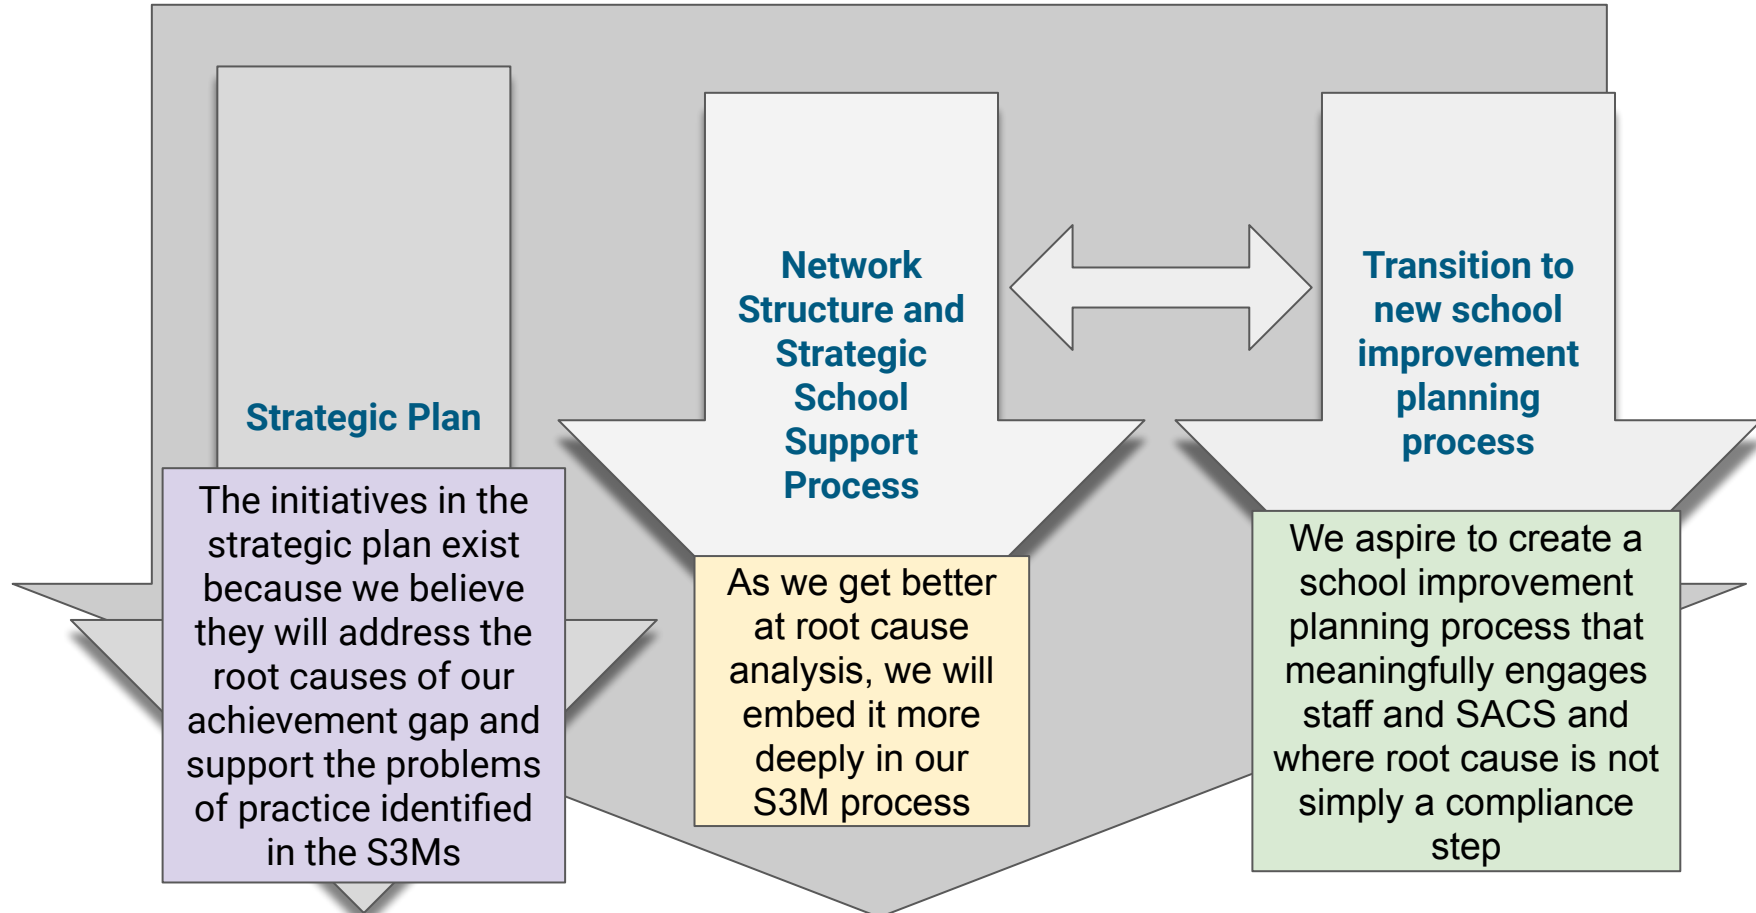 Strategic Plan
The initiatives in the
strategic plan exist
because we believe
they will address the
root causes of our
achievement gap and
support the problems
of practice identified
in the S3Ms
Network
Structure and
Strategic
School
Support
Process
As we get better
at root cause
analysis, we will
embed it more
deeply in our
S3M process
Transition to
new school
improvement
planning
process
We aspire to create a
school improvement
planning process that
meaningfully engages
staff and SACS and
where root cause is not
simply a compliance
step